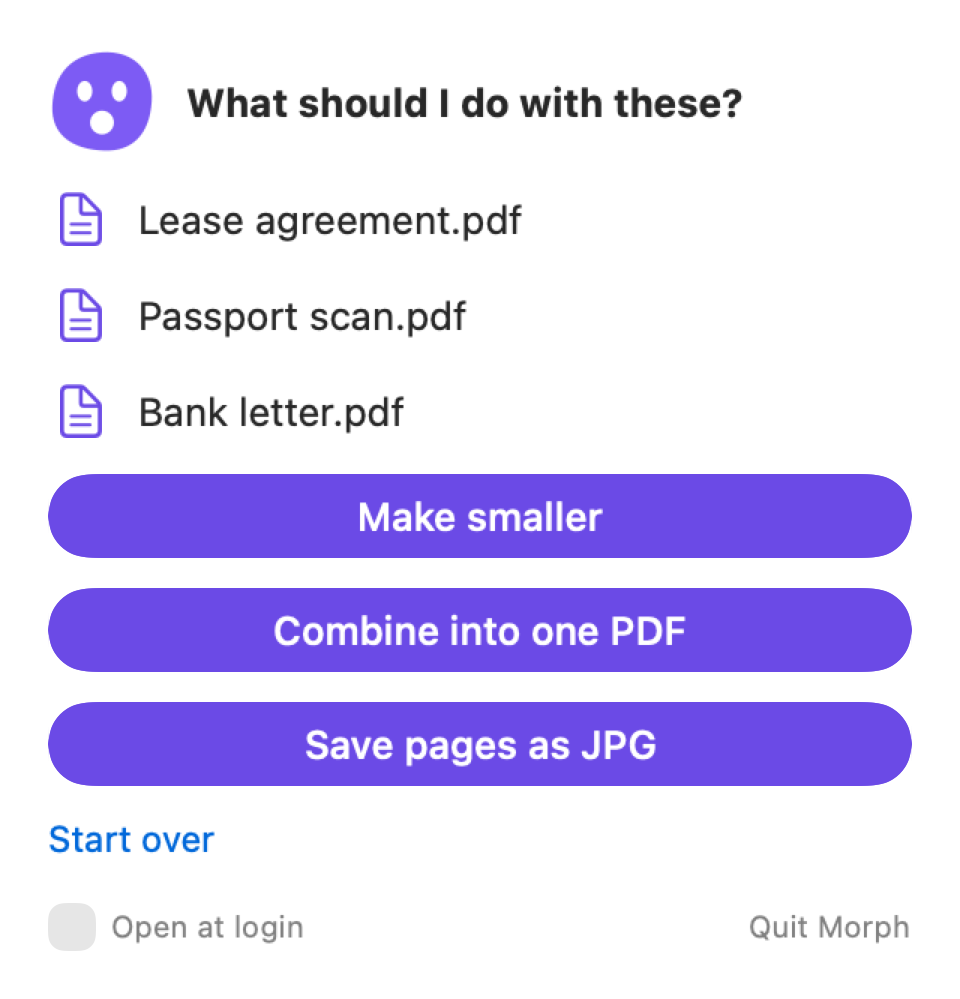 What should I do with these?
Lease agreement.pdf
Passport scan.pdf
Bank letter.pdf
Make smaller
Combine into one PDF
Save pages as JPG
Start over
Open at login
Quit Morph